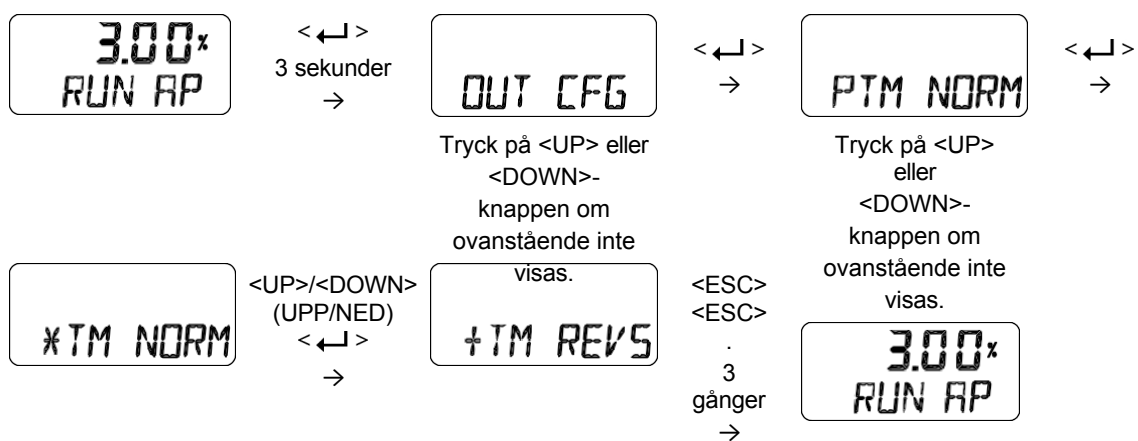 3.00%
RUN AP
< ↵ >
3 sekunder
→
OUT CFG
Tryck på <UP> eller
<DOWN>-
knappen om
ovanstående inte
visas.
< ↵ >
→
PTM NORM
Tryck på <UP>
eller
<DOWN>-
knappen om
ovanstående inte
visas.
< ↵ >
→
*TM NORM
<UP>/<DOWN>
(UPP/NED)
< ↵ >
→
+TM REVS
<ESC>
<ESC>
.
3
gånger
→
3.00%
RUN AP